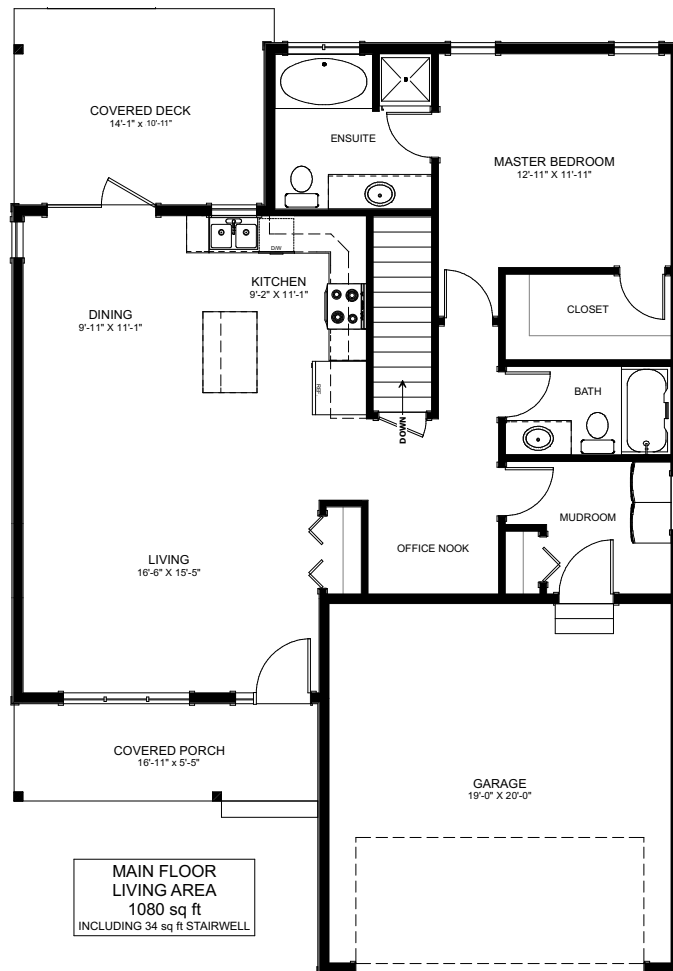 COVERED DECK
14'-1" x 10'-11"
ENSUITE
MASTER BEDROOM
12'-11" X 11'-11"
D/W
KITCHEN
9'-2" X 11'-1"
DINING
9'-11" X 11'-1"
CLOSET
REF
BATH
DOWN
MUDROOM
OFFICE NOOK
LIVING
16'-6" X 15'-5"
COVERED PORCH
16'-11" x 5'-5"
GARAGE
19'-0" X 20'-0"
MAIN FLOOR
LIVING AREA
1080 sq ft
INCLUDING 34 sq ft STAIRWELL